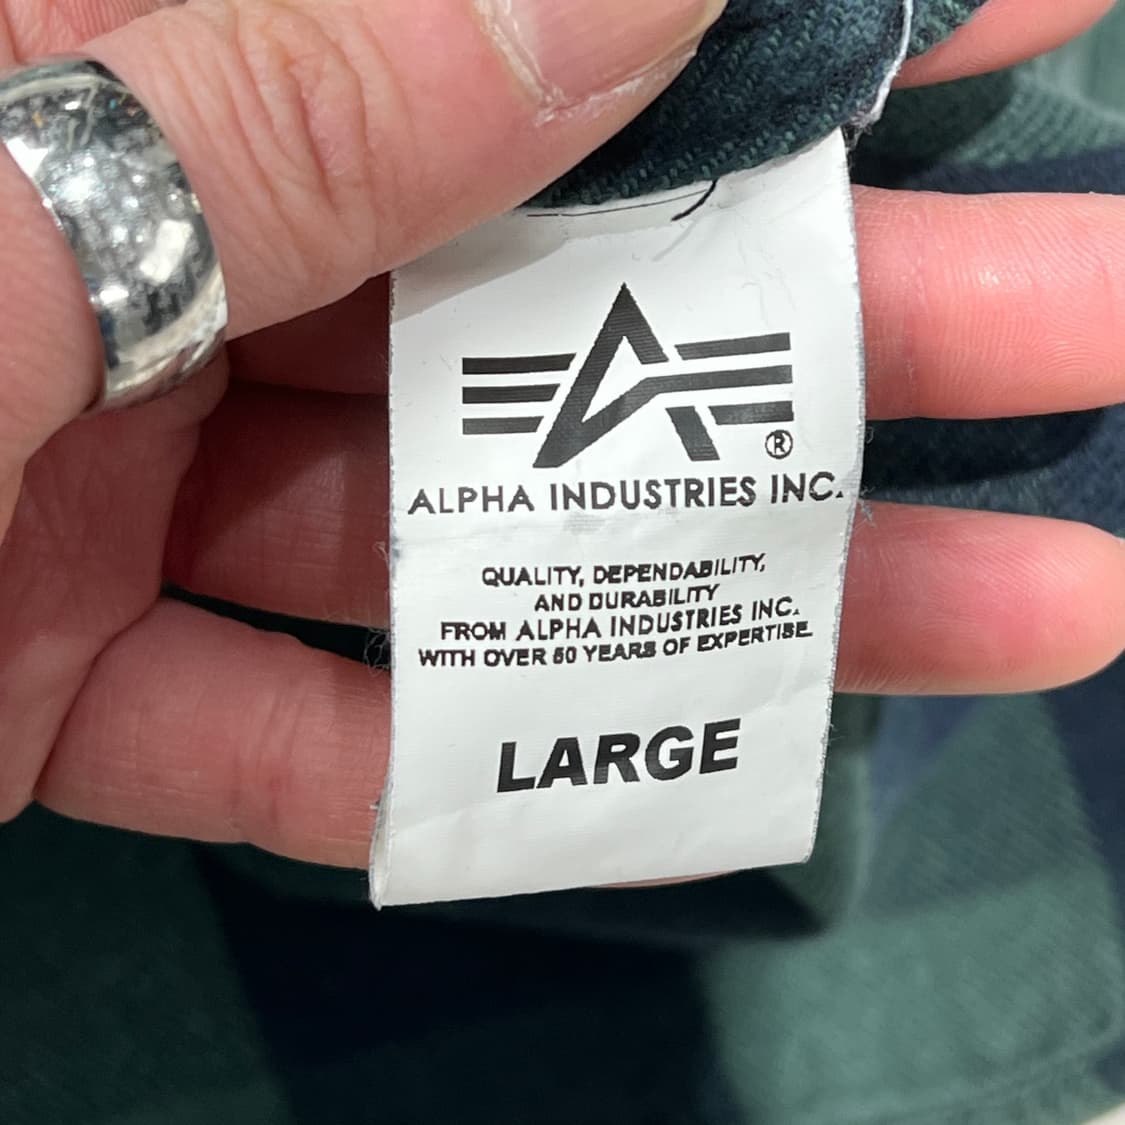 ®
ALPHA INDUSTRIES INC.
QUALITY, DEPENDABILITY,
AND DURABILITY
FROM ALPHA INDUSTRIES INC.
WITH OVER 50 YEARS OF EXPERTISE
LARGE